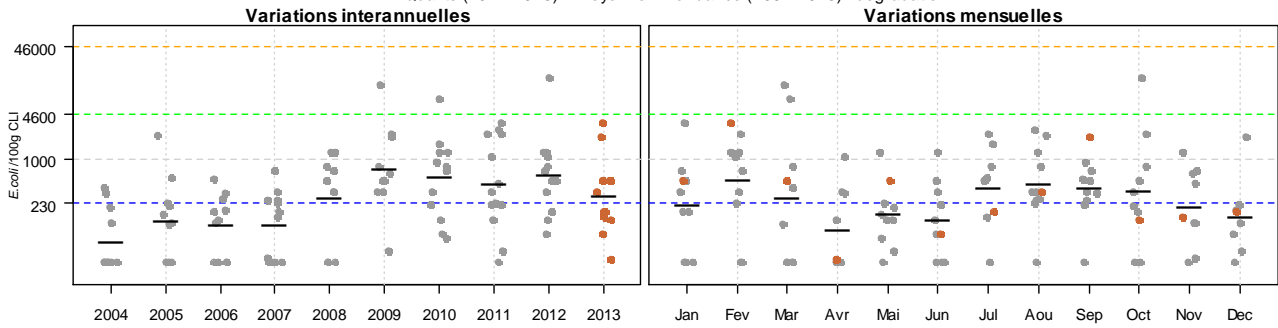 Variations interannuelles
Variations mensuelles
E.coli/100g CLI
46000
4600
1000
230
2004 2005 2006 2007 2008 2009 2010 2011 2012 2013
Jan Fev Mar Avr Mai Jun Jul Aou Sep Oct Nov Dec